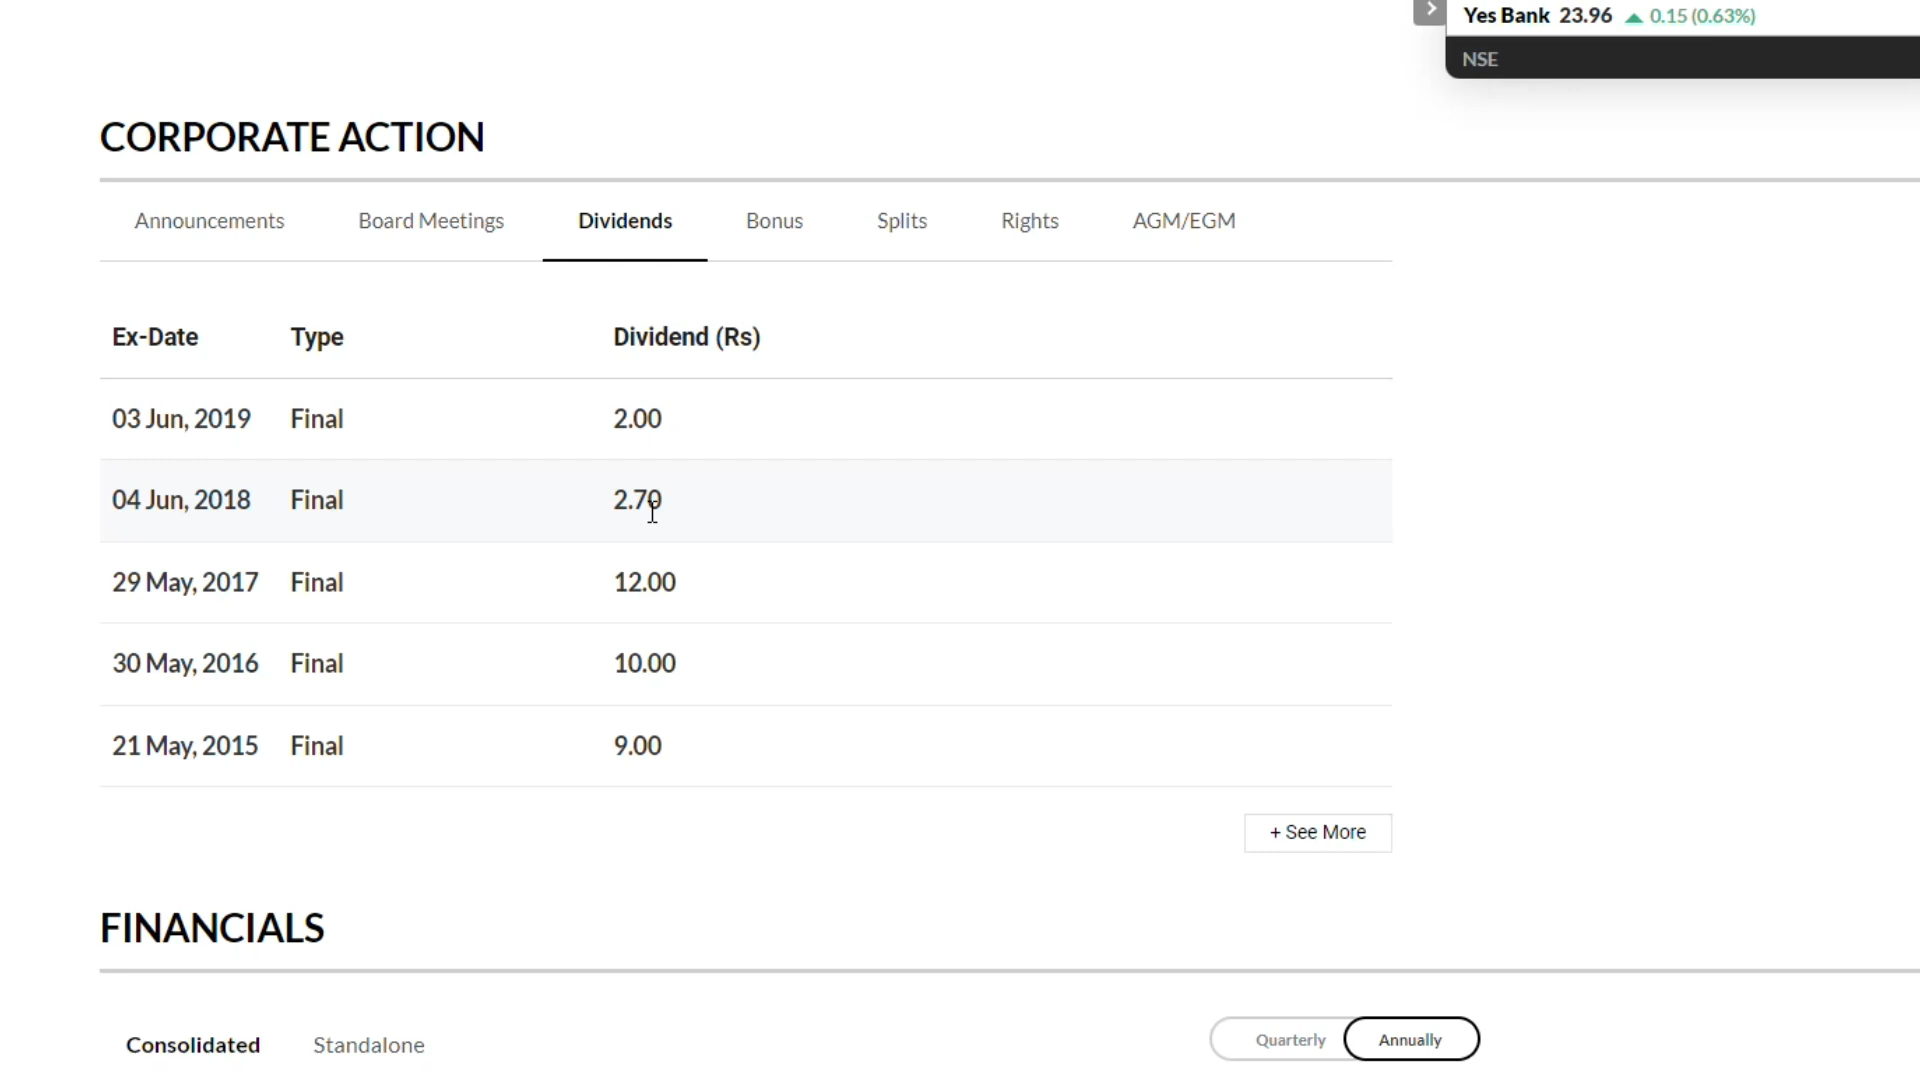 Yes Bank 23.96 ▲ 0.15 (0.63%)
NSE
CORPORATE ACTION
Announcements Board Meetings Dividends Bonus Splits Rights AGM/EGM
Ex-Date Type Dividend (Rs)
03 Jun, 2019 Final 2.00
04 Jun, 2018 Final 2.70
29 May, 2017 Final 12.00
30 May, 2016 Final 10.00
21 May, 2015 Final 9.00
+ See More
FINANCIALS
Consolidated Standalone Quarterly Annually